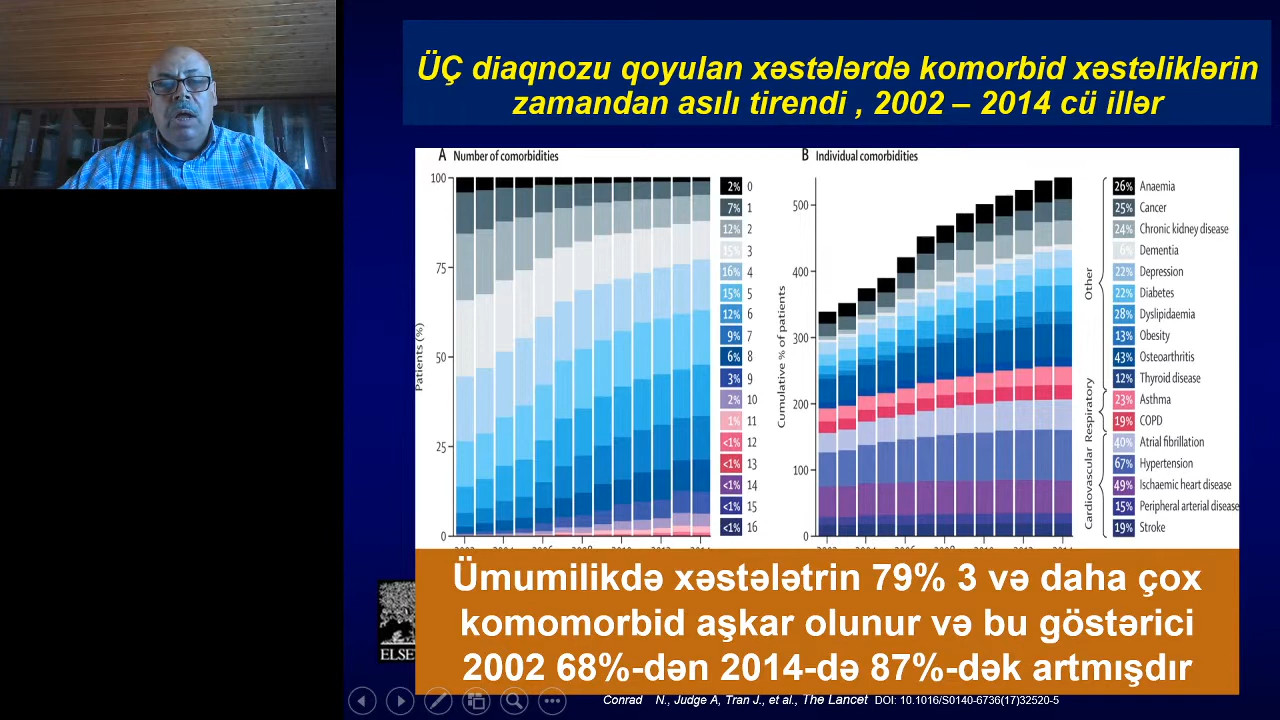 ÜÇ diaqnozu qoyulan xəstələrdə komorbid xəstəliklərin
zamandan asılı tirendi , 2002 – 2014 cü illər
A Number of comorbidities
100
75
50
25
0
Patients (%)
2% 0
7% 1
12% 2
15% 3
16% 4
15% 5
12% 6
9% 7
6% 8
3% 9
2% 10
1% 11
<1% 12
<1% 13
<1% 14
<1% 15
<1% 16
B Individual comorbidities
500
400
300
200
100
0
Cumulative % of patients
Other
Respiratory
Cardiovascular
26% Anaemia
25% Cancer
24% Chronic kidney disease
6% Dementia
22% Depression
22% Diabetes
28% Dyslipidaemia
13% Obesity
43% Osteoarthritis
12% Thyroid disease
23% Asthma
19% COPD
40% Atrial fibrillation
67% Hypertension
49% Ischaemic heart disease
15% Peripheral arterial disease
19% Stroke
Ümumilikdə xəstələtrin 79% 3 və daha çox
komomorbid aşkar olunur və bu göstərici
2002 68%-dən 2014-də 87%-dək artmışdır
ELSE
Conrad N., Judge A, Tran J., et al., The Lancet DOI: 10.1016/S0140-6736(17)32520-5